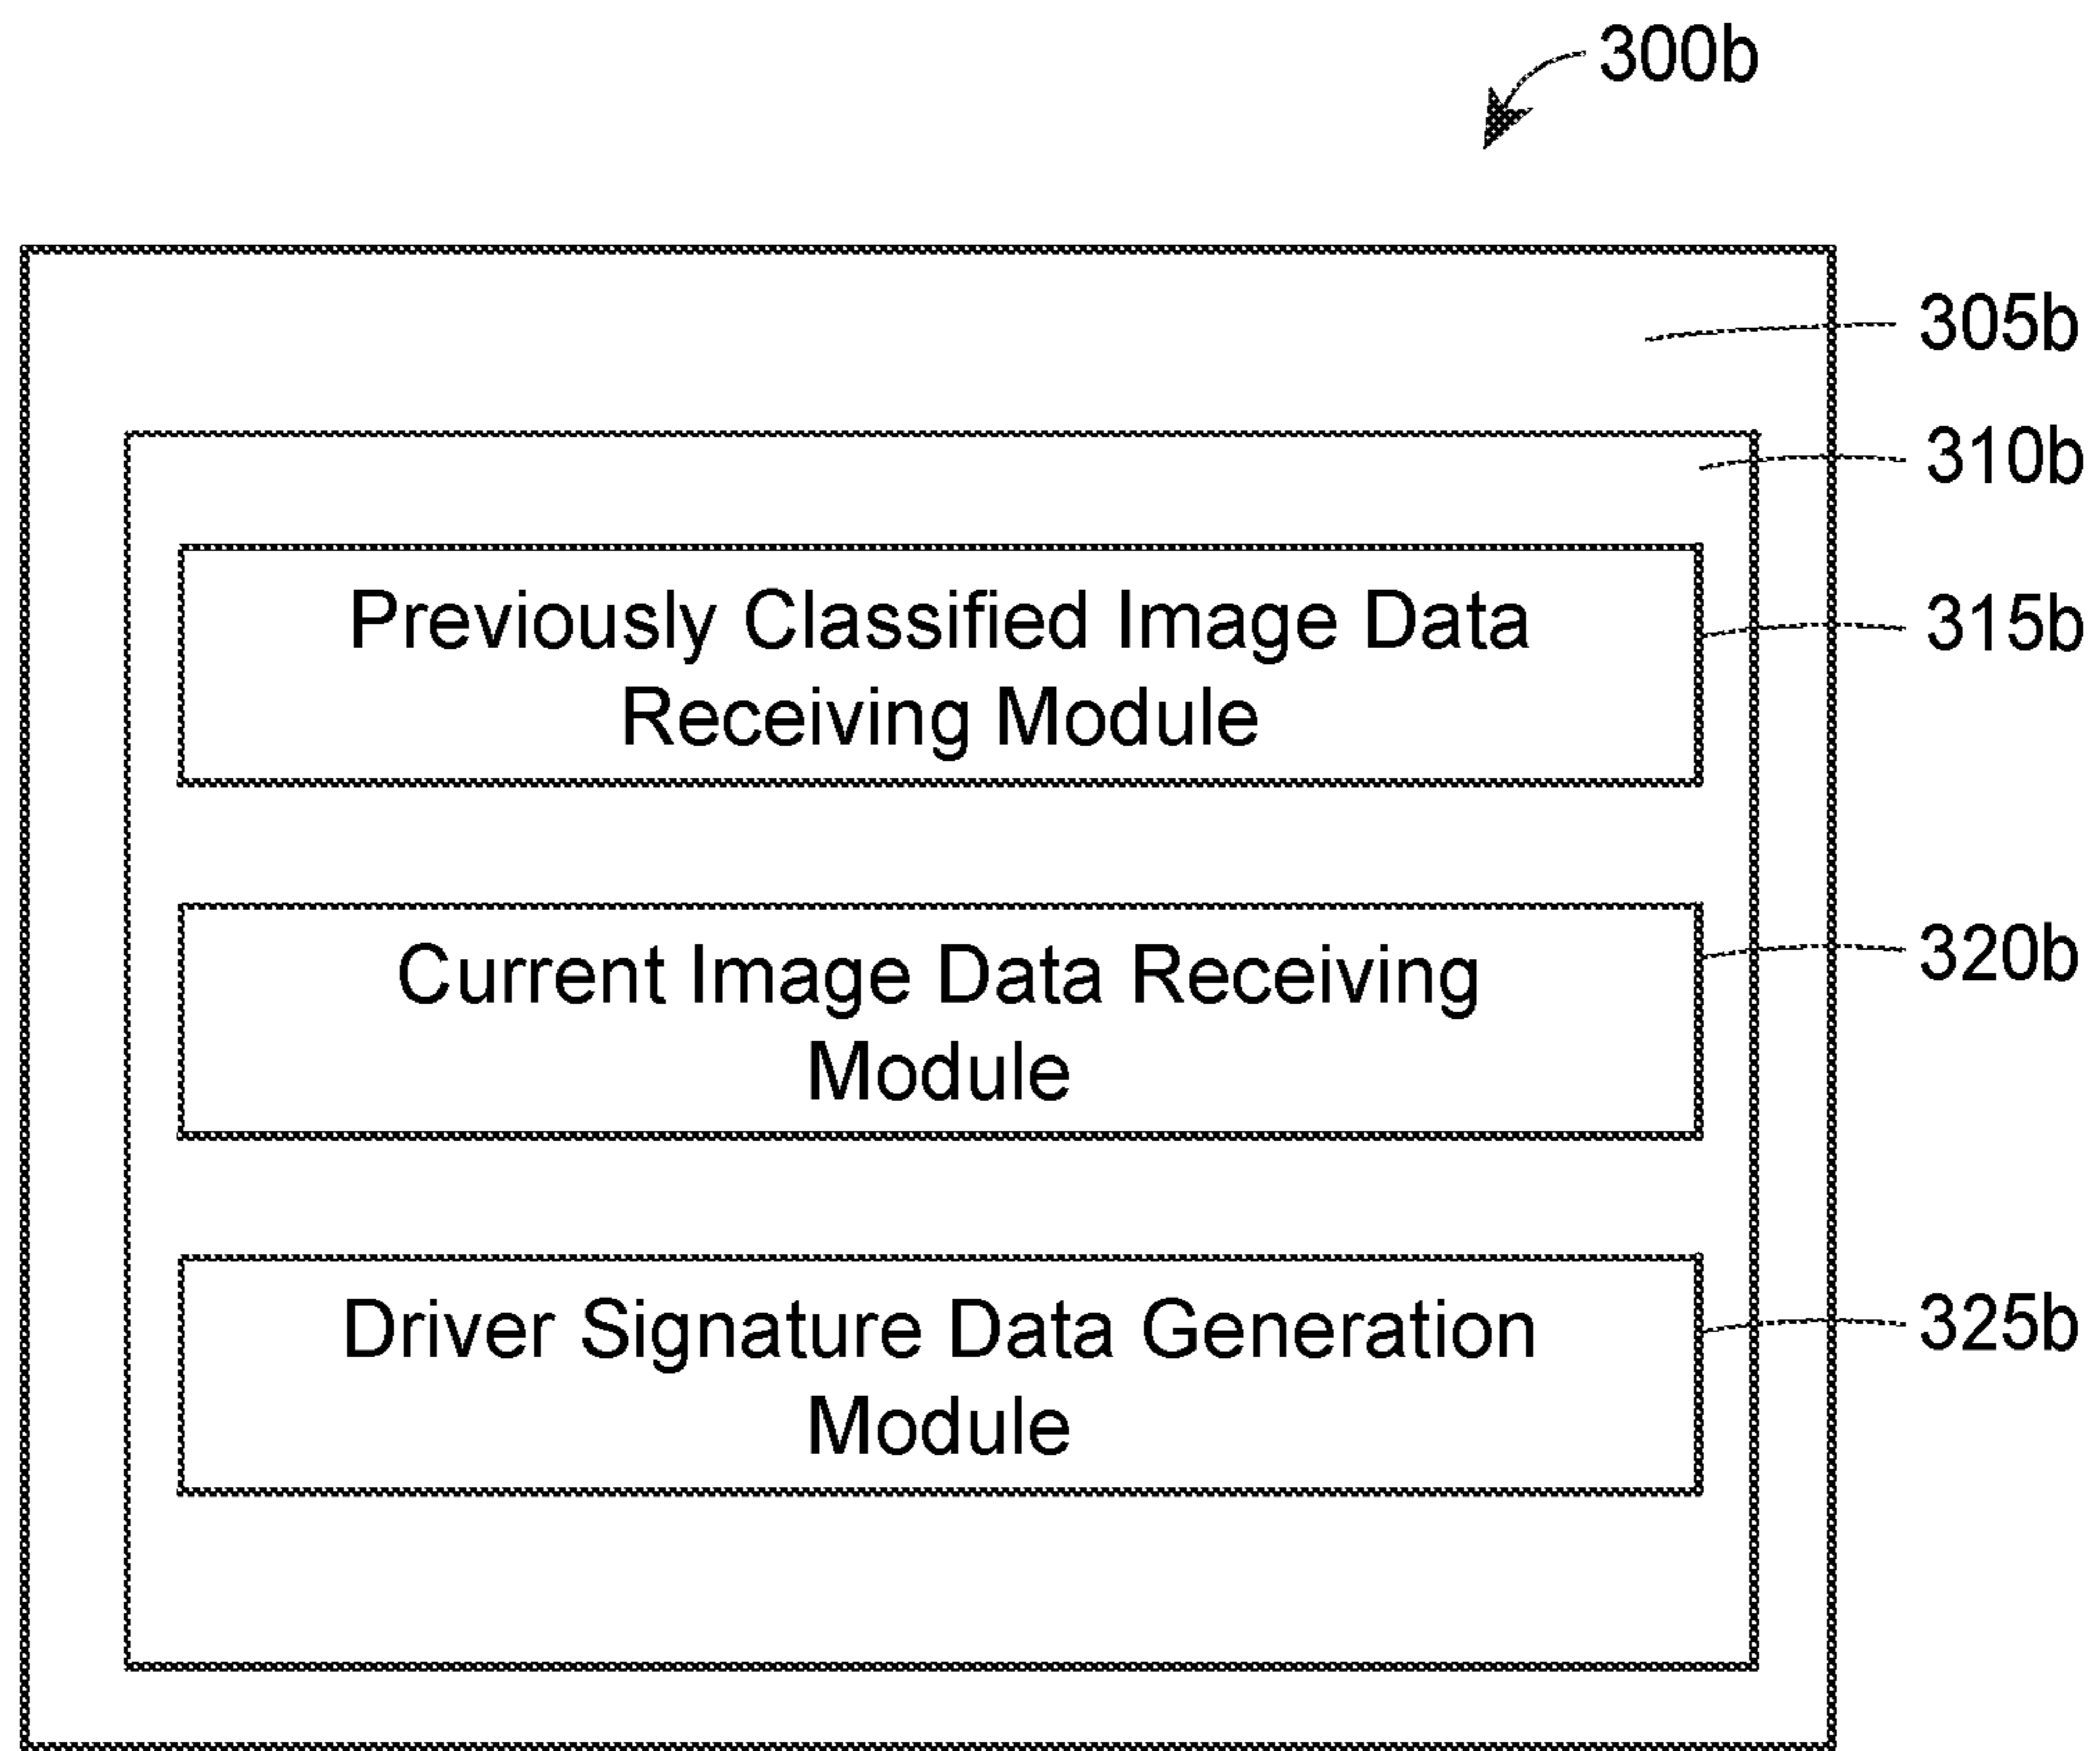 300b
305b
310b
Previously Classified Image Data
Receiving Module
315b
Current Image Data Receiving
Module
320b
Driver Signature Data Generation
Module
325b